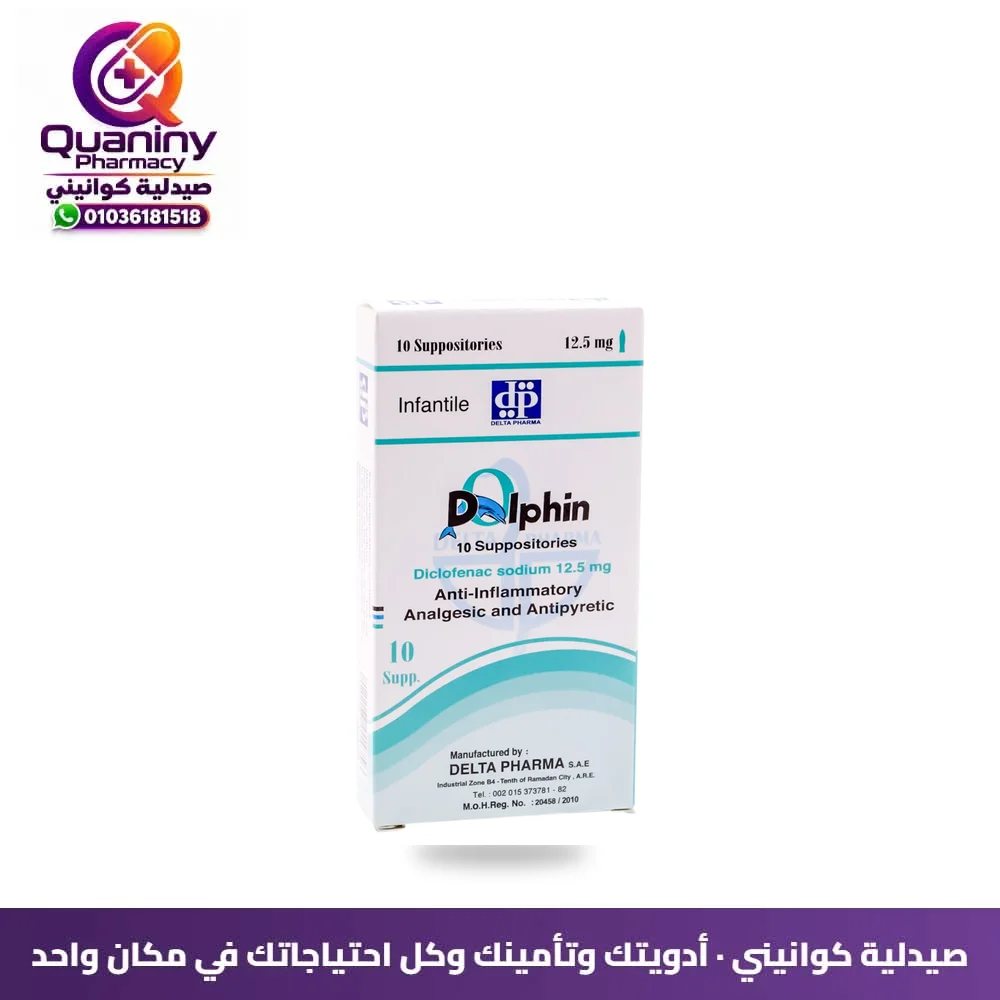 Quaniny
Pharmacy
صيدلية كوانيني
01036181518
10 Suppositories 12.5 mg
Infantile
dp
DELTA PHARMA
Dolphin
DELTA PHARMA
10 Suppositories
Diclofenac sodium 12.5 mg
Anti-Inflammatory
Analgesic and Antipyretic
10
Supp.
Manufactured by :
DELTA PHARMA S.A.E
Industrial Zone B4 - Tenth of Ramadan City , A.R.E.
Tel. : 002 015 373781 - 82
M.o.H.Reg. No. : 20458 / 2010
صيدلية كوانيني · أدويتك وتأمينك وكل احتياجاتك في مكان واحد